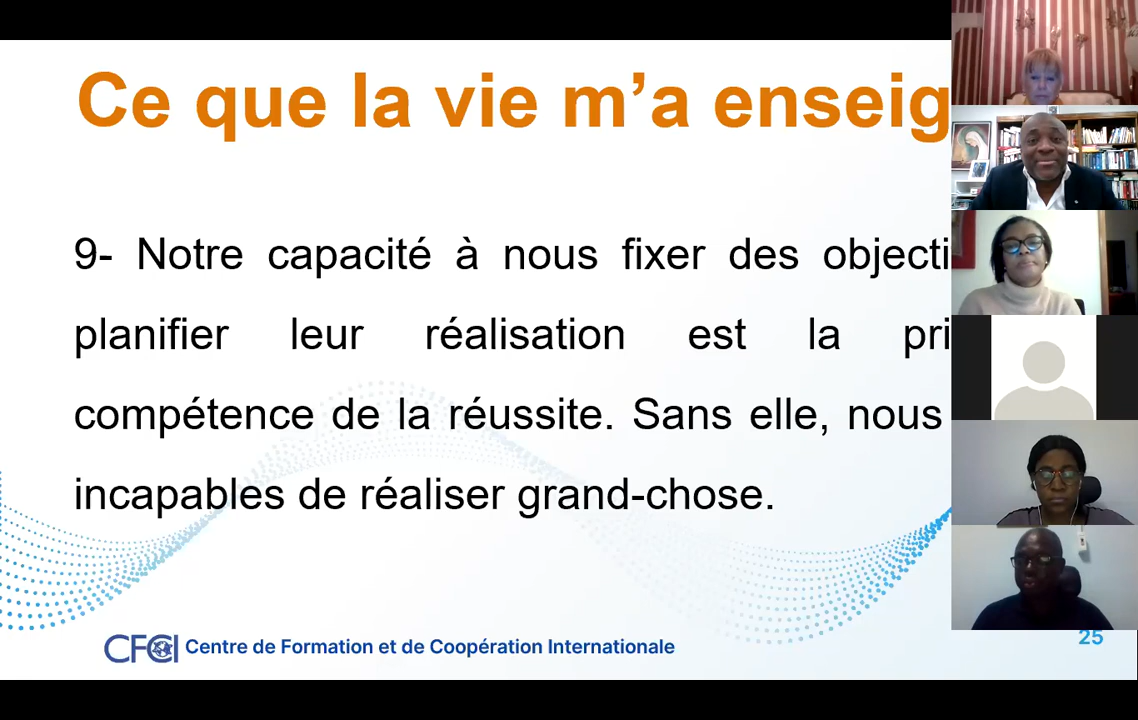 Ce que la vie m’a enseig
9- Notre capacité à nous fixer des objecti
planifier leur réalisation est la pri
compétence de la réussite. Sans elle, nous
incapables de réaliser grand-chose.
CFCI Centre de Formation et de Coopération Internationale
25